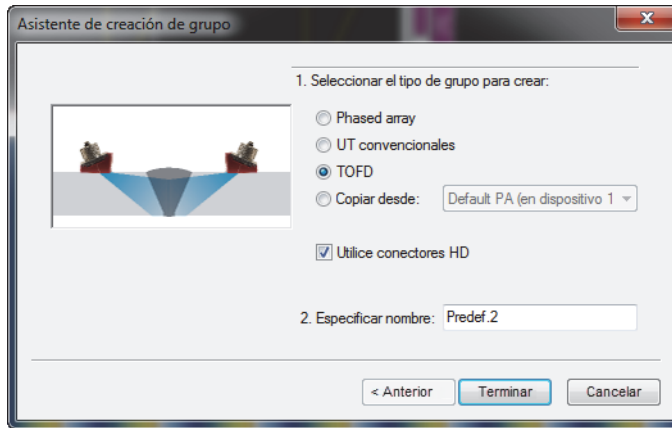 Asistente de creación de grupo
1. Seleccionar el tipo de grupo para crear:
Phased array
UT convencionales
TOFD
Copiar desde: Default PA (en dispositivo 1
Utilice conectores HD
2. Especificar nombre: Predef.2
< Anterior Terminar Cancelar